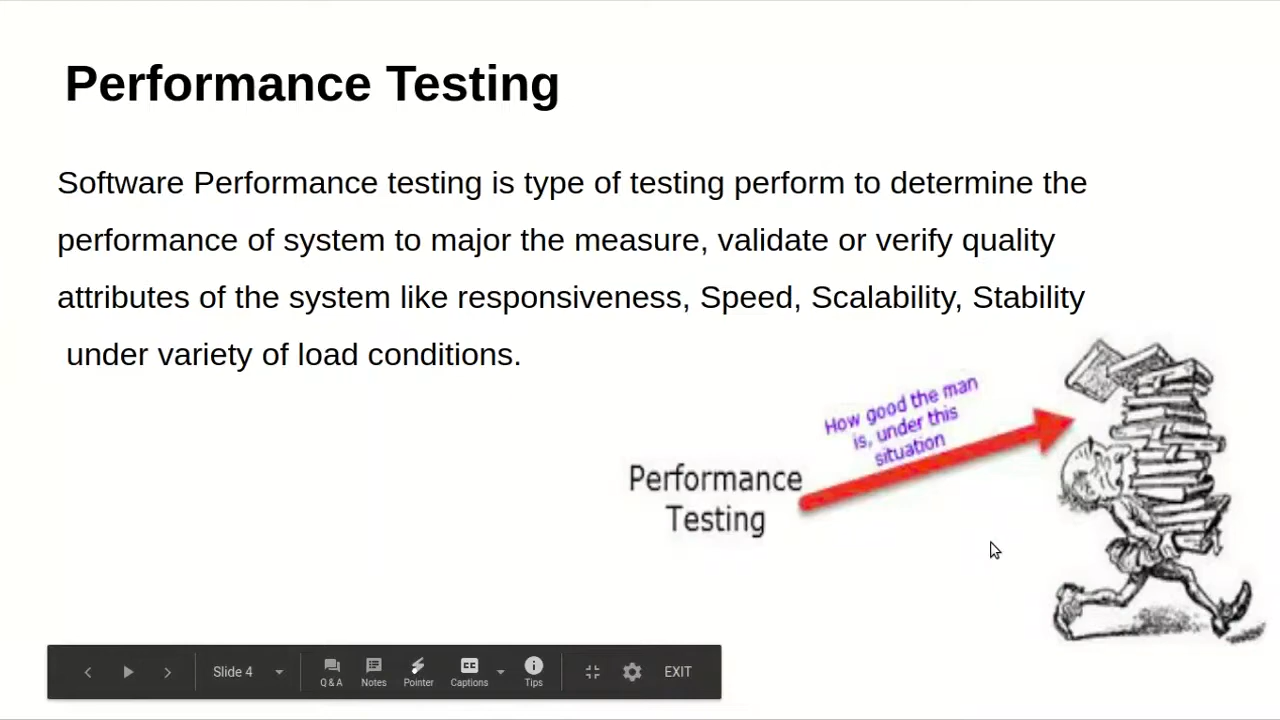 Performance Testing
Software Performance testing is type of testing perform to determine the
performance of system to major the measure, validate or verify quality
attributes of the system like responsiveness, Speed, Scalability, Stability
under variety of load conditions.
How good the man
is, under this
situation
Performance
Testing
Slide 4
Q & A
Notes
Pointer
CC
Captions
Tips
EXIT